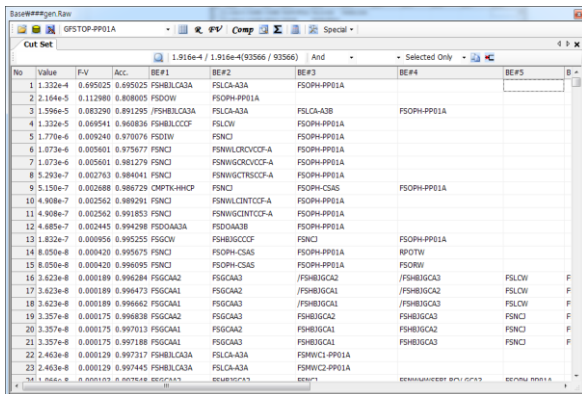 Base₩###gen.Raw
GFSTOP-PP01A R FV Comp Σ Special
Cut Set
1.916e-4 / 1.916e-4(93566 / 93566) And Selected Only
No Value F-V Acc. BE#1 BE#2 BE#3 BE#4 BE#5 B
1 1.332e-4 0.695025 0.695025 FSHBJLCA3A FSLCA-A3A FSOPH-PP01A
2 2.164e-5 0.112980 0.808005 FSDOW FSOPH-PP01A
3 1.596e-5 0.083290 0.891295 /FSHBJLCA3A FSLCA-A3A FSLCA-A3B FSOPH-PP01A
4 1.332e-5 0.069541 0.960836 FSHBJLCCCF FSLCW FSOPH-PP01A
5 1.770e-6 0.009240 0.970076 FSDIW FSNCJ FSOPH-PP01A
6 1.073e-6 0.005601 0.975677 FSNCJ FSNWLCRCVCCF-A FSOPH-PP01A
7 1.073e-6 0.005601 0.981279 FSNCJ FSNWGCRCVCCF-A FSOPH-PP01A
8 5.293e-7 0.002763 0.984041 FSNCJ FSNWGCTRSCCF-A FSOPH-PP01A
9 5.150e-7 0.002688 0.986729 CMPTK-HHCP FSNCJ FSOPH-CSAS FSOPH-PP01A
10 4.908e-7 0.002562 0.989291 FSNCJ FSNWLCINTCCF-A FSOPH-PP01A
11 4.908e-7 0.002562 0.991853 FSNCJ FSNWGCINTCCF-A FSOPH-PP01A
12 4.685e-7 0.002445 0.994298 FSDOAA3A FSDOAA3B FSOPH-PP01A
13 1.832e-7 0.000956 0.995255 FSGCW FSHBJGCCCF FSNCJ FSOPH-PP01A
14 8.050e-8 0.000420 0.995675 FSNCJ FSOPH-CSAS FSOPH-PP01A RPOTW
15 8.050e-8 0.000420 0.996095 FSNCJ FSOPH-CSAS FSOPH-PP01A FSORW
16 3.623e-8 0.000189 0.996284 FSGCAA2 FSGCAA3 /FSHBJGCA2 /FSHBJGCA3 FSLCW F
17 3.623e-8 0.000189 0.996473 FSGCAA1 FSGCAA2 /FSHBJGCA1 /FSHBJGCA2 FSLCW F
18 3.623e-8 0.000189 0.996662 FSGCAA1 FSGCAA3 /FSHBJGCA1 /FSHBJGCA3 FSLCW F
19 3.357e-8 0.000175 0.996838 FSGCAA2 FSGCAA3 FSHBJGCA2 FSHBJGCA3 FSNCJ F
20 3.357e-8 0.000175 0.997013 FSGCAA1 FSGCAA2 FSHBJGCA1 FSHBJGCA2 FSNCJ F
21 3.357e-8 0.000175 0.997188 FSGCAA1 FSGCAA3 FSHBJGCA1 FSHBJGCA3 FSNCJ F
22 2.463e-8 0.000129 0.997317 FSHBJLCA3A FSLCA-A3A FSMWC1-PP01A
23 2.463e-8 0.000129 0.997445 FSHBJLCA3A FSLCA-A3A FSMWC2-PP01A